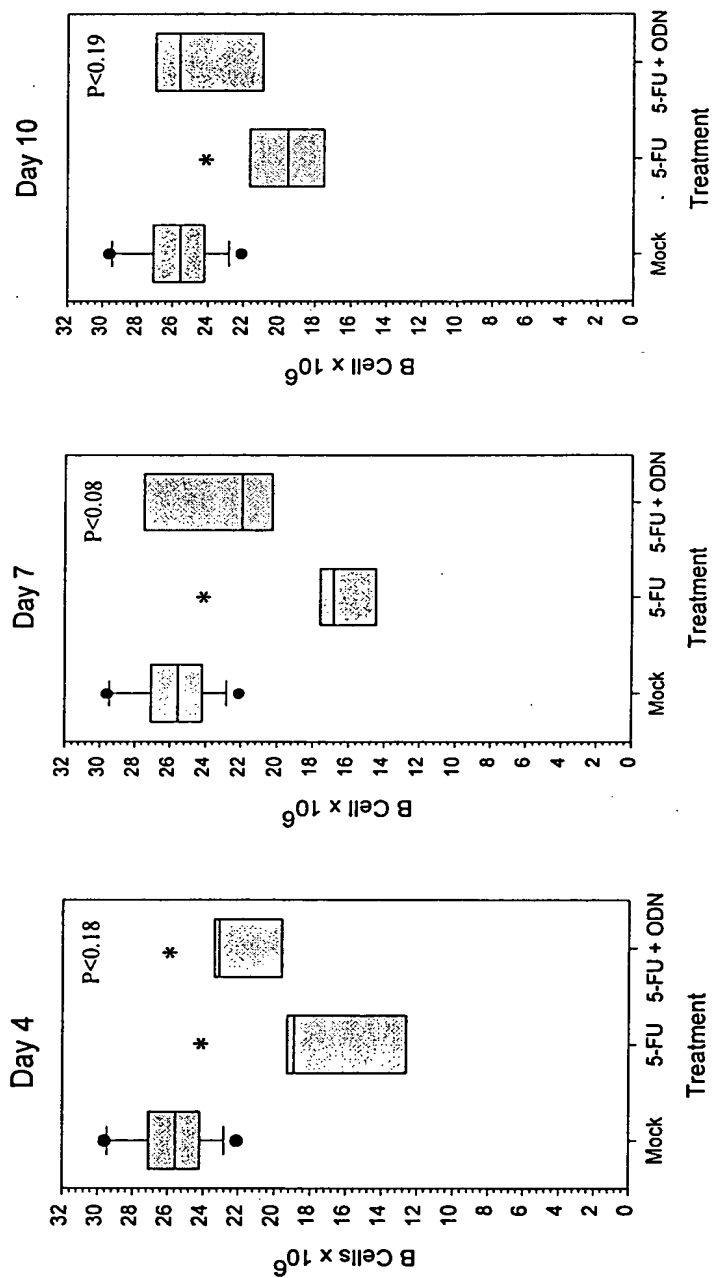 Day 4
P<0.18
*
*
32
30
28
26
24
22
20
18
16
14
12
10
8
6
4
2
0
B Cells x 10⁶
Mock
5-FU
5-FU + ODN
Treatment
Day 7
P<0.08
*
32
30
28
26
24
22
20
18
16
14
12
10
8
6
4
2
0
B Cell x 10⁶
Mock
5-FU
5-FU + ODN
Treatment
Day 10
P<0.19
*
32
30
28
26
24
22
20
18
16
14
12
10
8
6
4
2
0
B Cell x 10⁶
Mock
5-FU
5-FU + ODN
Treatment